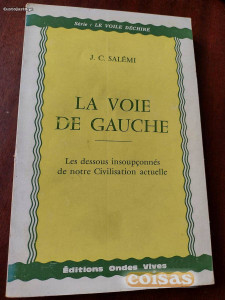 Série : LE VOILE DÉCHIRÉ
J. C. SALÉMI
LA VOIE
DE GAUCHE
Les dessous insoupçonnés
de notre Civilisation actuelle
Éditions Ondes Vives
coisas